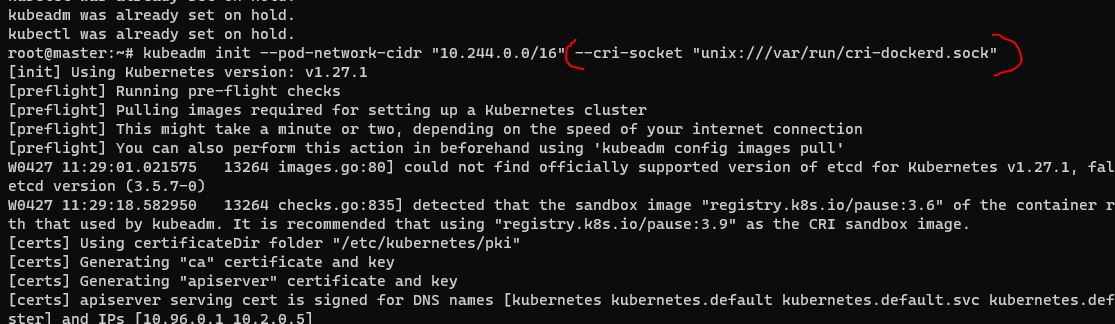 kubeadm was already set on hold.
kubectl was already set on hold.
root@master:~# kubeadm init --pod-network-cidr "10.244.0.0/16" --cri-socket "unix:///var/run/cri-dockerd.sock"
[init] Using Kubernetes version: v1.27.1
[preflight] Running pre-flight checks
[preflight] Pulling images required for setting up a Kubernetes cluster
[preflight] This might take a minute or two, depending on the speed of your internet connection
[preflight] You can also perform this action in beforehand using 'kubeadm config images pull'
W0427 11:29:01.021575   13264 images.go:80] could not find officially supported version of etcd for Kubernetes v1.27.1, fal
etcd version (3.5.7-0)
W0427 11:29:18.582950   13264 checks.go:835] detected that the sandbox image "registry.k8s.io/pause:3.6" of the container r
th that used by kubeadm. It is recommended that using "registry.k8s.io/pause:3.9" as the CRI sandbox image.
[certs] Using certificateDir folder "/etc/kubernetes/pki"
[certs] Generating "ca" certificate and key
[certs] Generating "apiserver" certificate and key
[certs] apiserver serving cert is signed for DNS names [kubernetes kubernetes.default kubernetes.default.svc kubernetes.def
ster] and IPs [10.96.0.1 10.2.0.5]